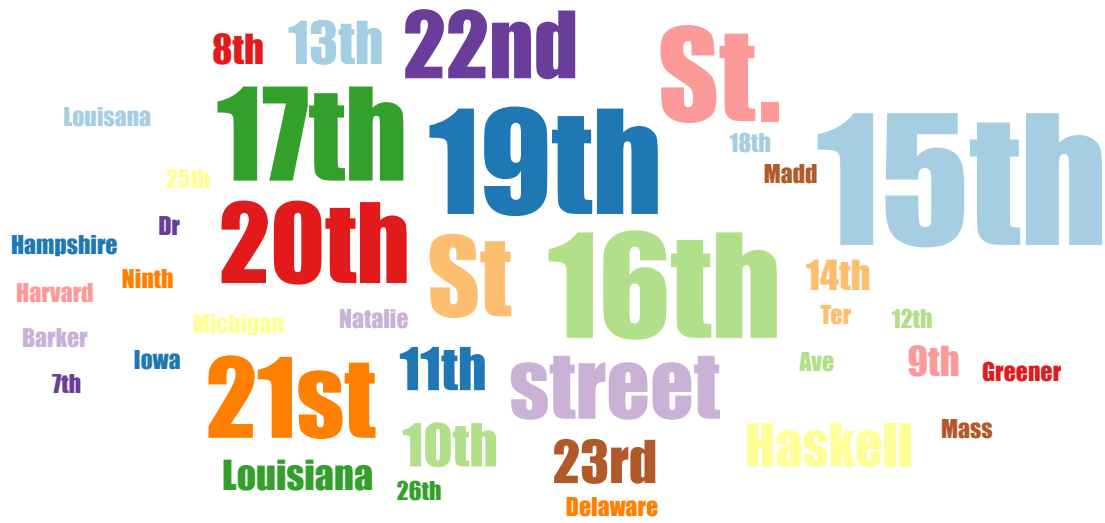 8th
13th
22nd
St.
Louisana
17th
19th
18th
15th
25th
Madd
20th
Dr
Hampshire
St
16th
Ninth
14th
Harvard
Michigan
Natalie
Ter
12th
Barker
Iowa
11th
street
Ave
9th
Greener
7th
21st
10th
Haskell
Mass
Louisiana
26th
23rd
Delaware